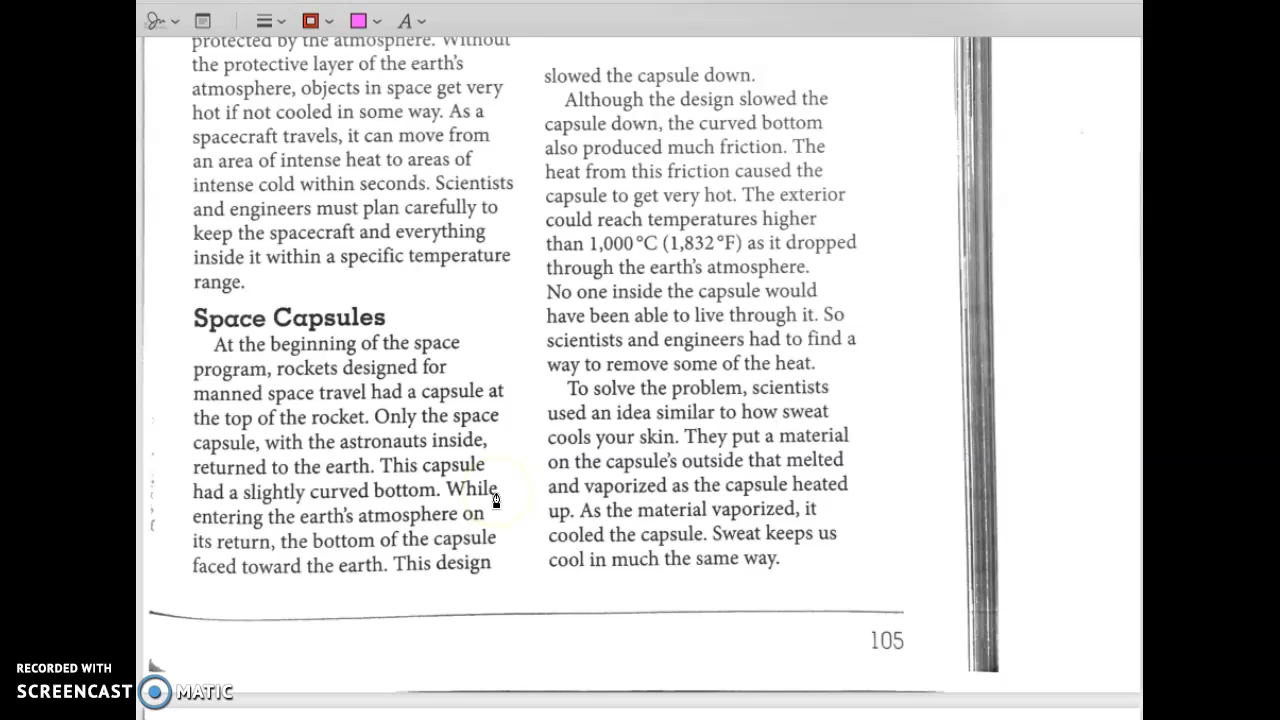 protected by the atmosphere. Without
the protective layer of the earth's
atmosphere, objects in space get very
hot if not cooled in some way. As a
spacecraft travels, it can move from
an area of intense heat to areas of
intense cold within seconds. Scientists
and engineers must plan carefully to
keep the spacecraft and everything
inside it within a specific temperature
range.
Space Capsules
At the beginning of the space
program, rockets designed for
manned space travel had a capsule at
the top of the rocket. Only the space
capsule, with the astronauts inside,
returned to the earth. This capsule
had a slightly curved bottom. While
entering the earth's atmosphere on
its return, the bottom of the capsule
faced toward the earth. This design
slowed the capsule down.
Although the design slowed the
capsule down, the curved bottom
also produced much friction. The
heat from this friction caused the
capsule to get very hot. The exterior
could reach temperatures higher
than 1,000 °C (1,832 °F) as it dropped
through the earth's atmosphere.
No one inside the capsule would
have been able to live through it. So
scientists and engineers had to find a
way to remove some of the heat.
To solve the problem, scientists
used an idea similar to how sweat
cools your skin. They put a material
on the capsule's outside that melted
and vaporized as the capsule heated
up. As the material vaporized, it
cooled the capsule. Sweat keeps us
cool in much the same way.
105
RECORDED WITH
SCREENCAST MATIC